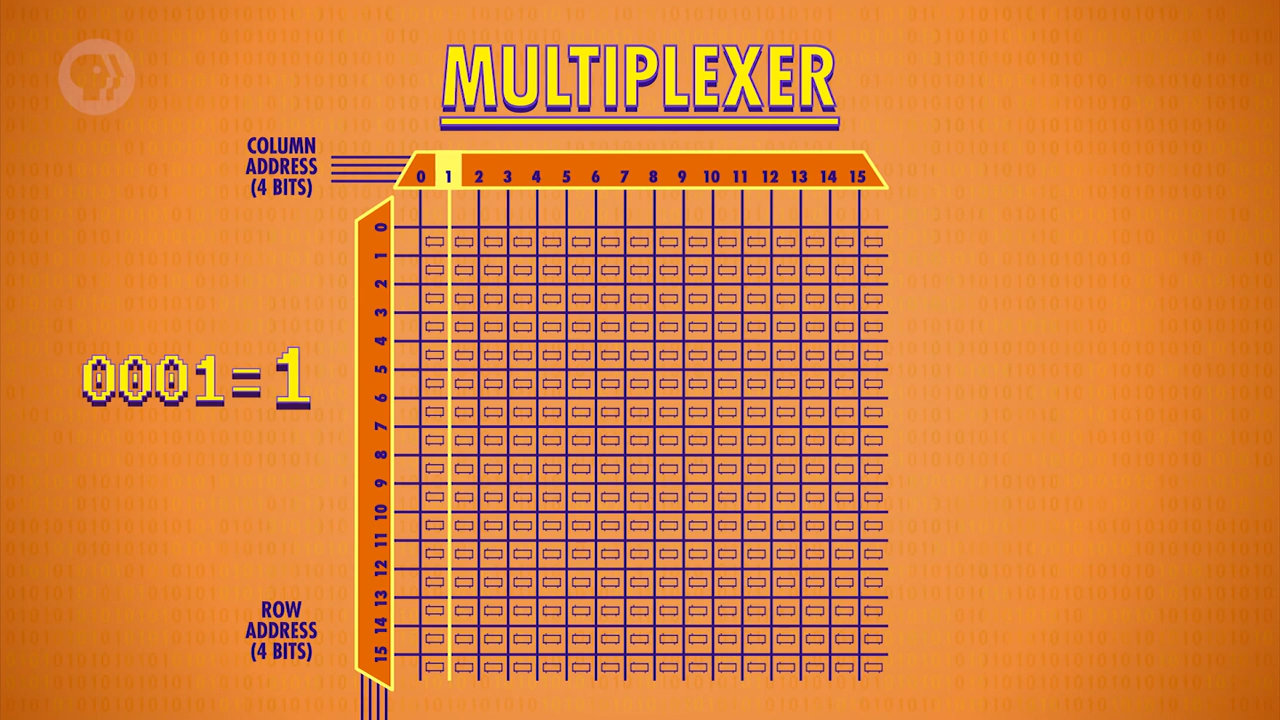 MULTIPLEXER
COLUMN
ADDRESS
(4 BITS)
0 1 2 3 4 5 6 7 8 9 10 11 12 13 14 15
0
1
2
3
4
5
6
7
8
9
10
11
12
13
14
15
0001=1
ROW
ADDRESS
(4 BITS)